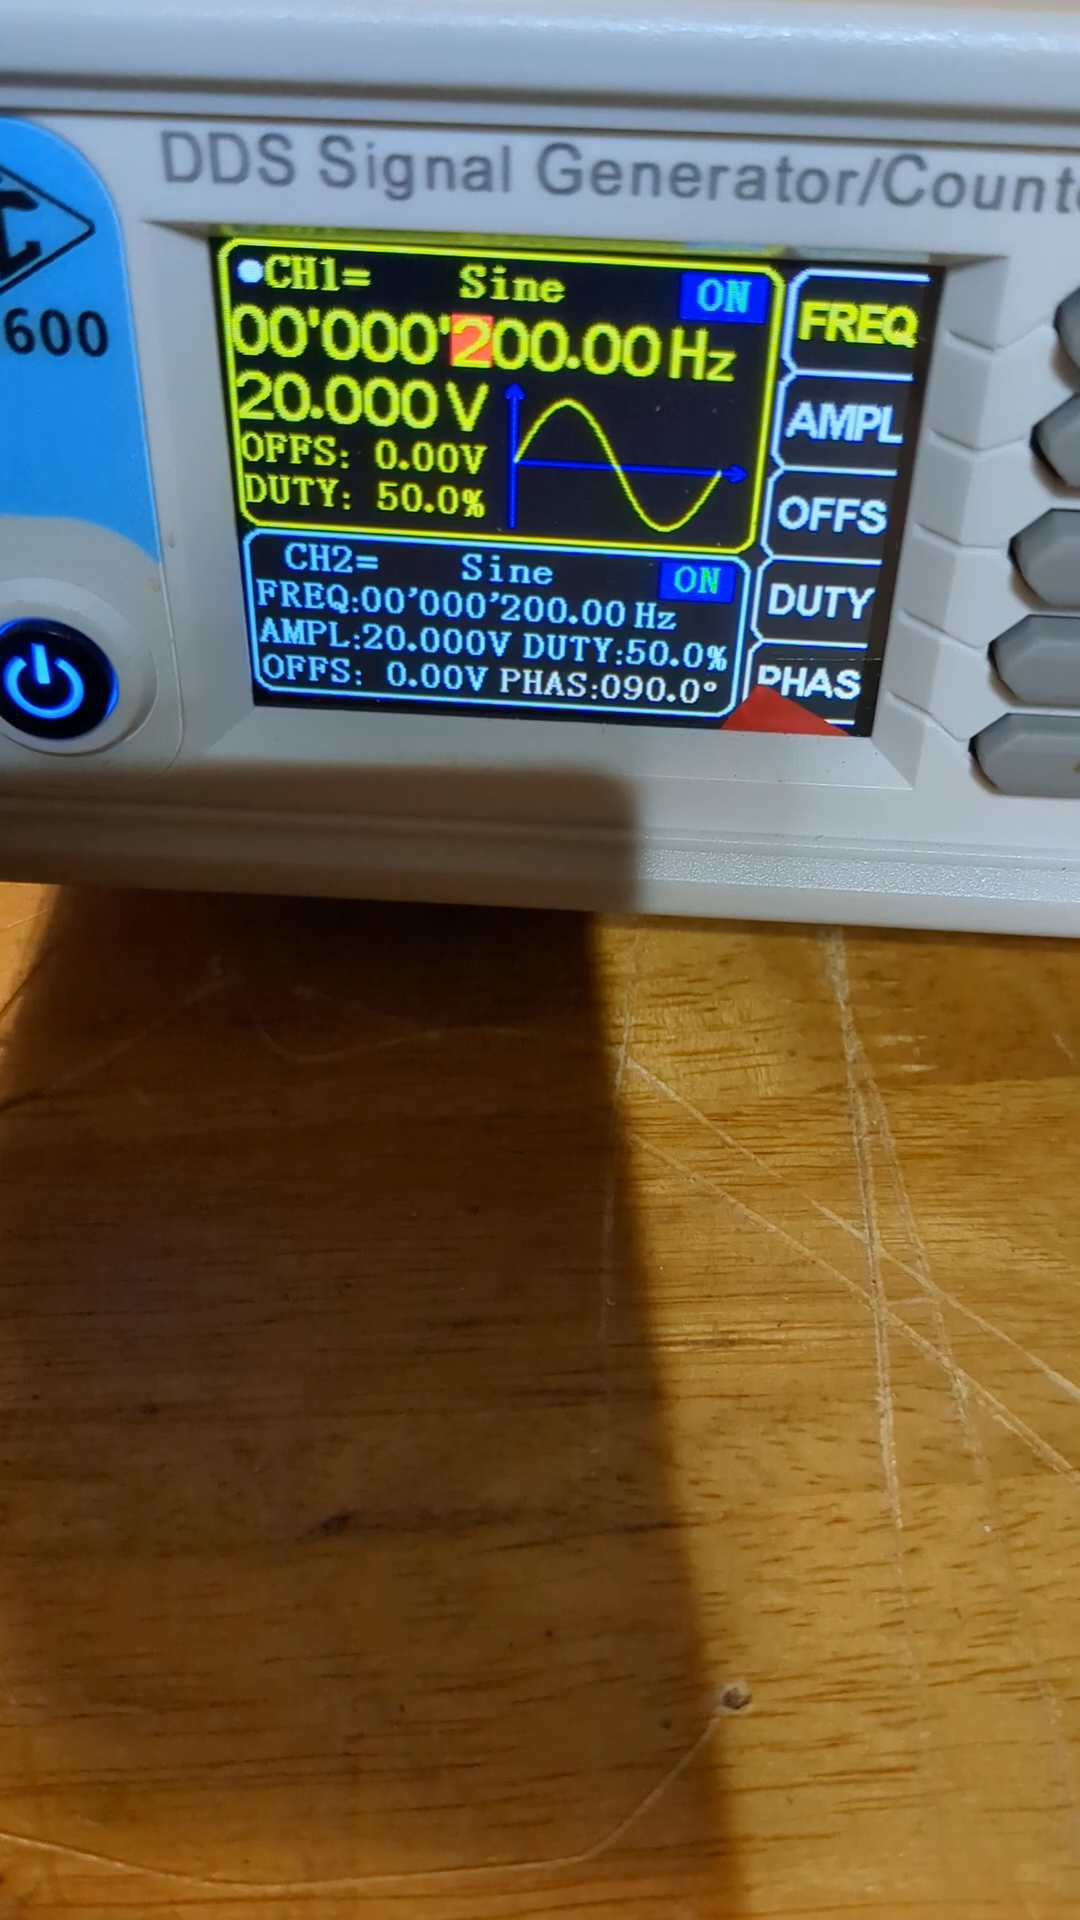 DDS Signal Generator/Count
600
CH1= Sine ON
00'000'200.00 Hz
20.000 V
OFFS: 0.00V
DUTY: 50.0%
CH2= Sine ON
FREQ:00'000'200.00 Hz
AMPL:20.000V DUTY:50.0%
OFFS: 0.00V PHAS:090.0°
FREQ
AMPL
OFFS
DUTY
PHAS